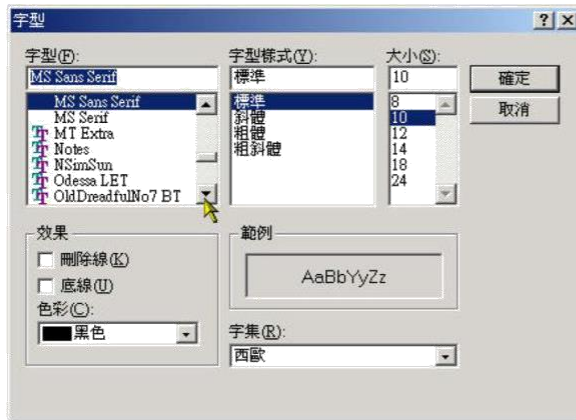 字型
字型(F):
MS Sans Serif
MS Sans Serif
MS Serif
MT Extra
Notes
NSimSun
Odessa LET
OldDreadfulNo7 BT
字型樣式(Y):
標準
標準
斜體
粗體
粗斜體
大小(S):
10
8
10
12
14
18
24
確定
取消
效果
刪除線(K)
底線(U)
色彩(C):
黑色
範例
AaBbYyZz
字集(R):
西歐